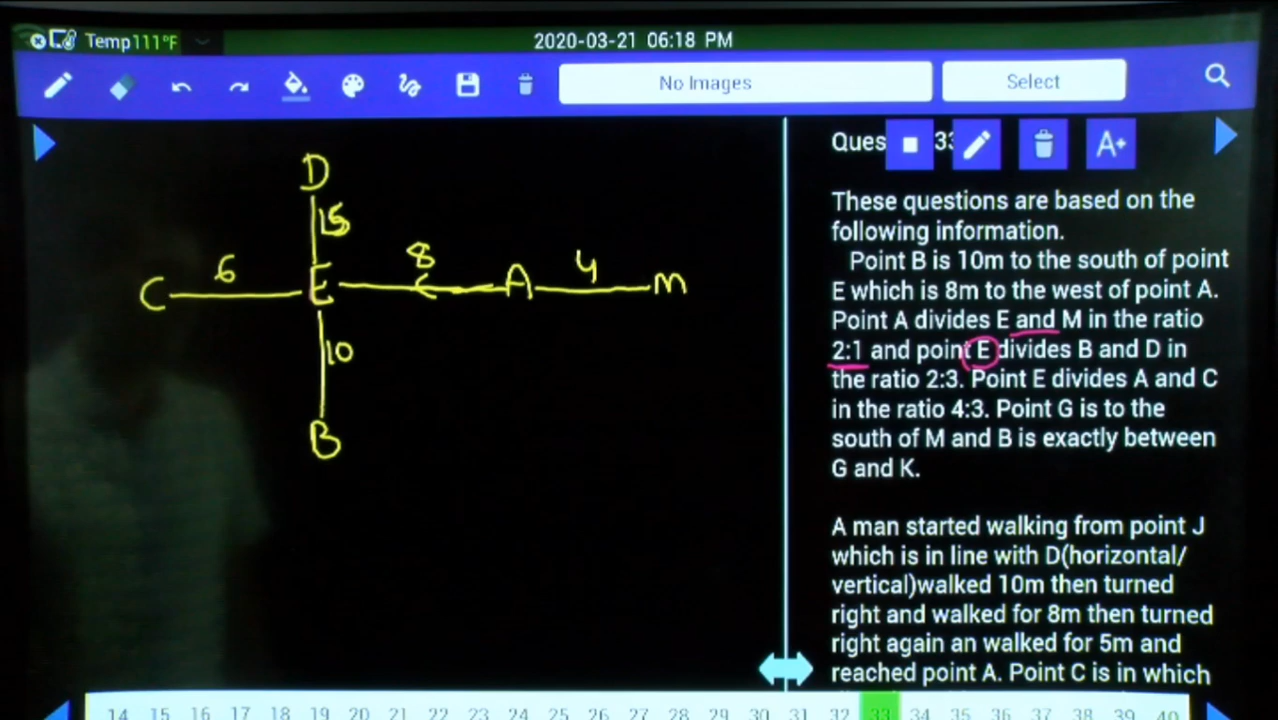 Temp111°F
2020-03-21 06:18 PM
No Images
Select
D
15
C 6 E 8 A 4 M
10
B
Ques 33
A+
These questions are based on the
following information.
Point B is 10m to the south of point
E which is 8m to the west of point A.
Point A divides E and M in the ratio
2:1 and point E divides B and D in
the ratio 2:3. Point E divides A and C
in the ratio 4:3. Point G is to the
south of M and B is exactly between
G and K.
A man started walking from point J
which is in line with D(horizontal/
vertical)walked 10m then turned
right and walked for 8m then turned
right again an walked for 5m and
reached point A. Point C is in which
14 15 16 17 18 19 20 21 22 23 24 25 26 27 28 29 30 31 32 33 34 35 36 37 38 39 40